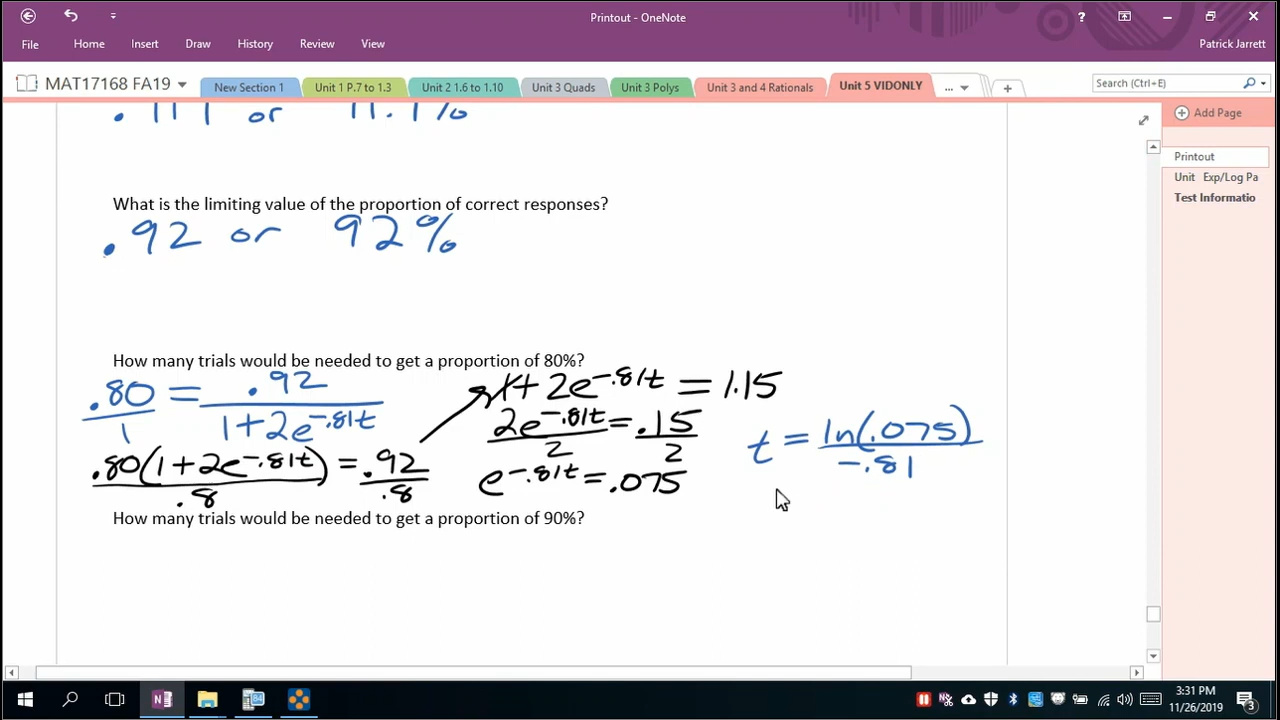 Printout - OneNote
?
File Home Insert Draw History Review View
Patrick Jarrett
MAT17168 FA19
New Section 1
Unit 1 P.7 to 1.3
Unit 2 1.6 to 1.10
Unit 3 Quads
Unit 3 Polys
Unit 3 and 4 Rationals
Unit 5 VIDONLY
...
Search (Ctrl+E)
Add Page
Printout
Unit Exp/Log Pa
Test Informatio
.111 or 11.1%
What is the limiting value of the proportion of correct responses?
.92 or 92%
How many trials would be needed to get a proportion of 80%?
.80/1 = .92/(1+2e^-.81t)
.80(1+2e^-.81t)/.8 = .92/.8
1+2e^-.81t = 1.15
2e^-.81t/2 = .15/2
e^-.81t = .075
t = ln(.075)/-.81
How many trials would be needed to get a proportion of 90%?
3:31 PM
11/26/2019
3